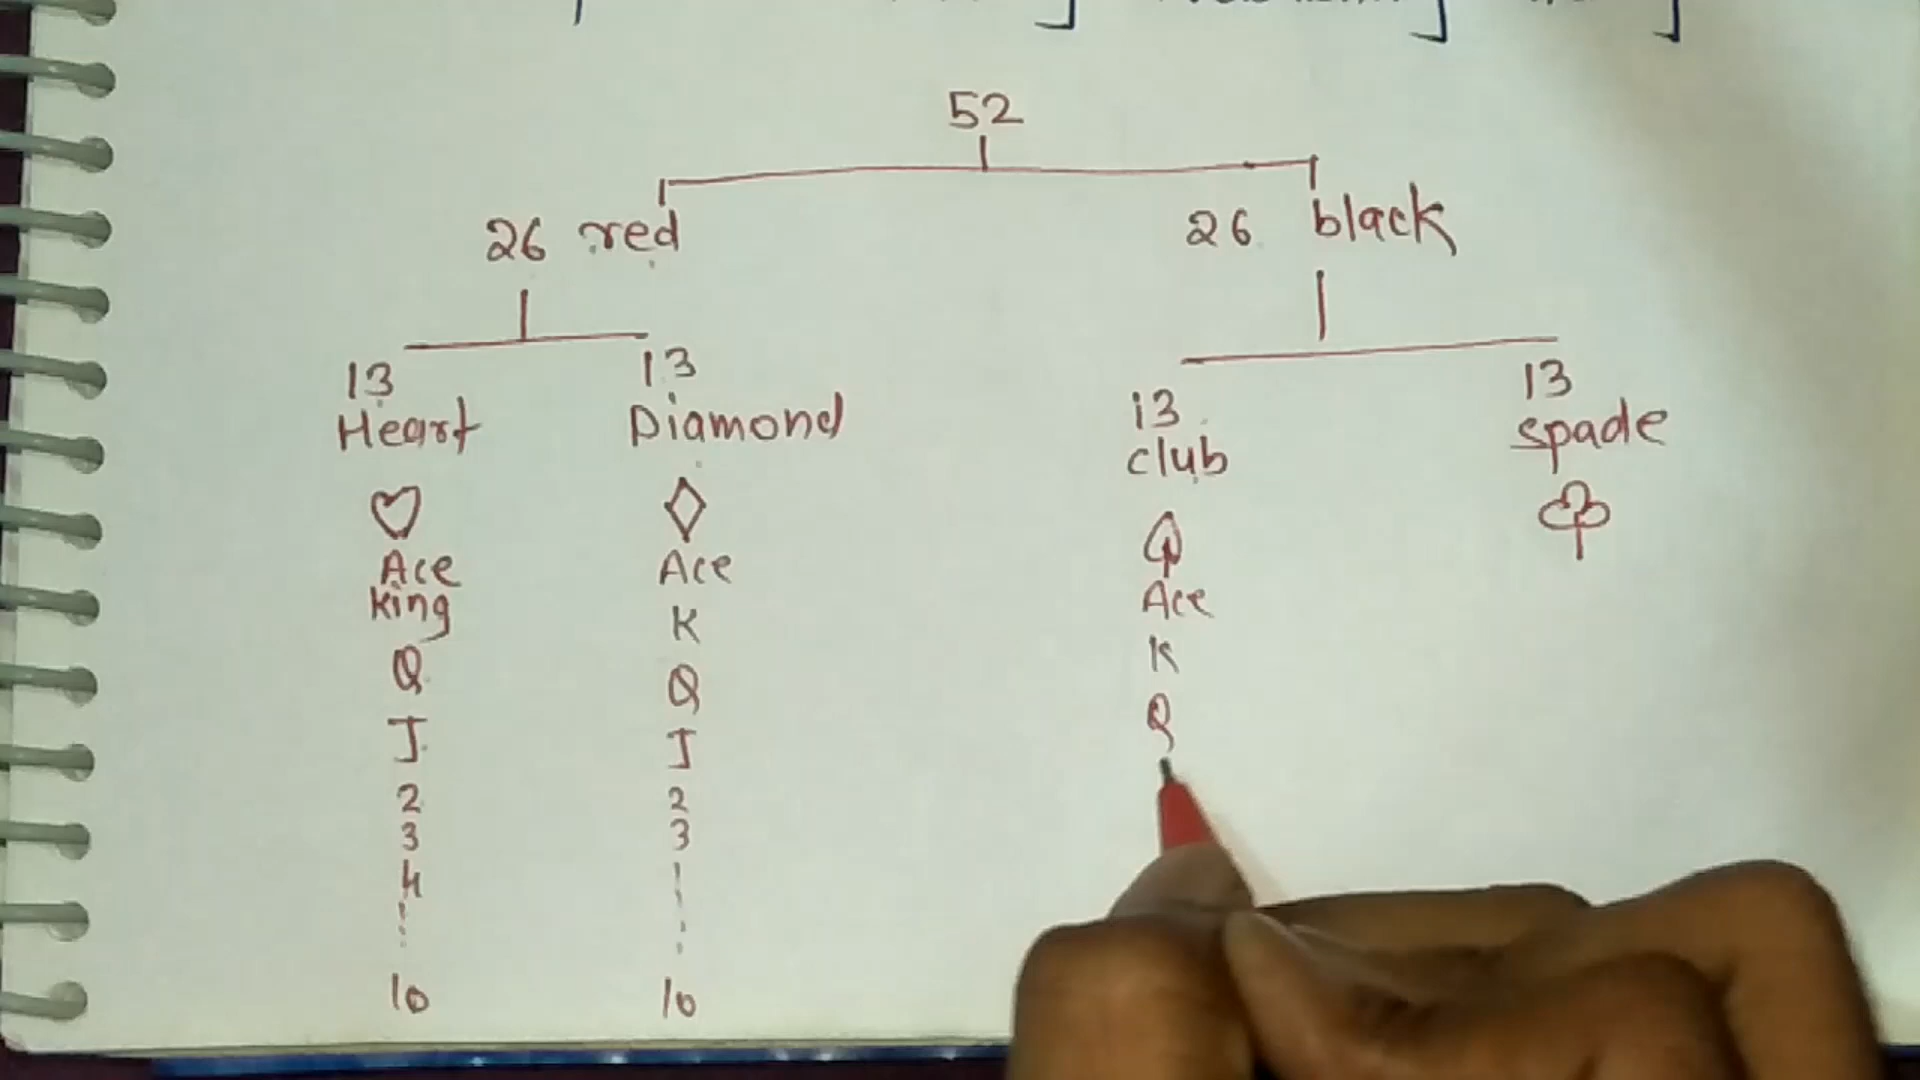 52
26 red
26 black
13
Heart
13
Diamond
13
club
13
spade
Ace
King
Q
J
2
3
4
10
Ace
K
Q
J
2
3
10
Ace
K
Q